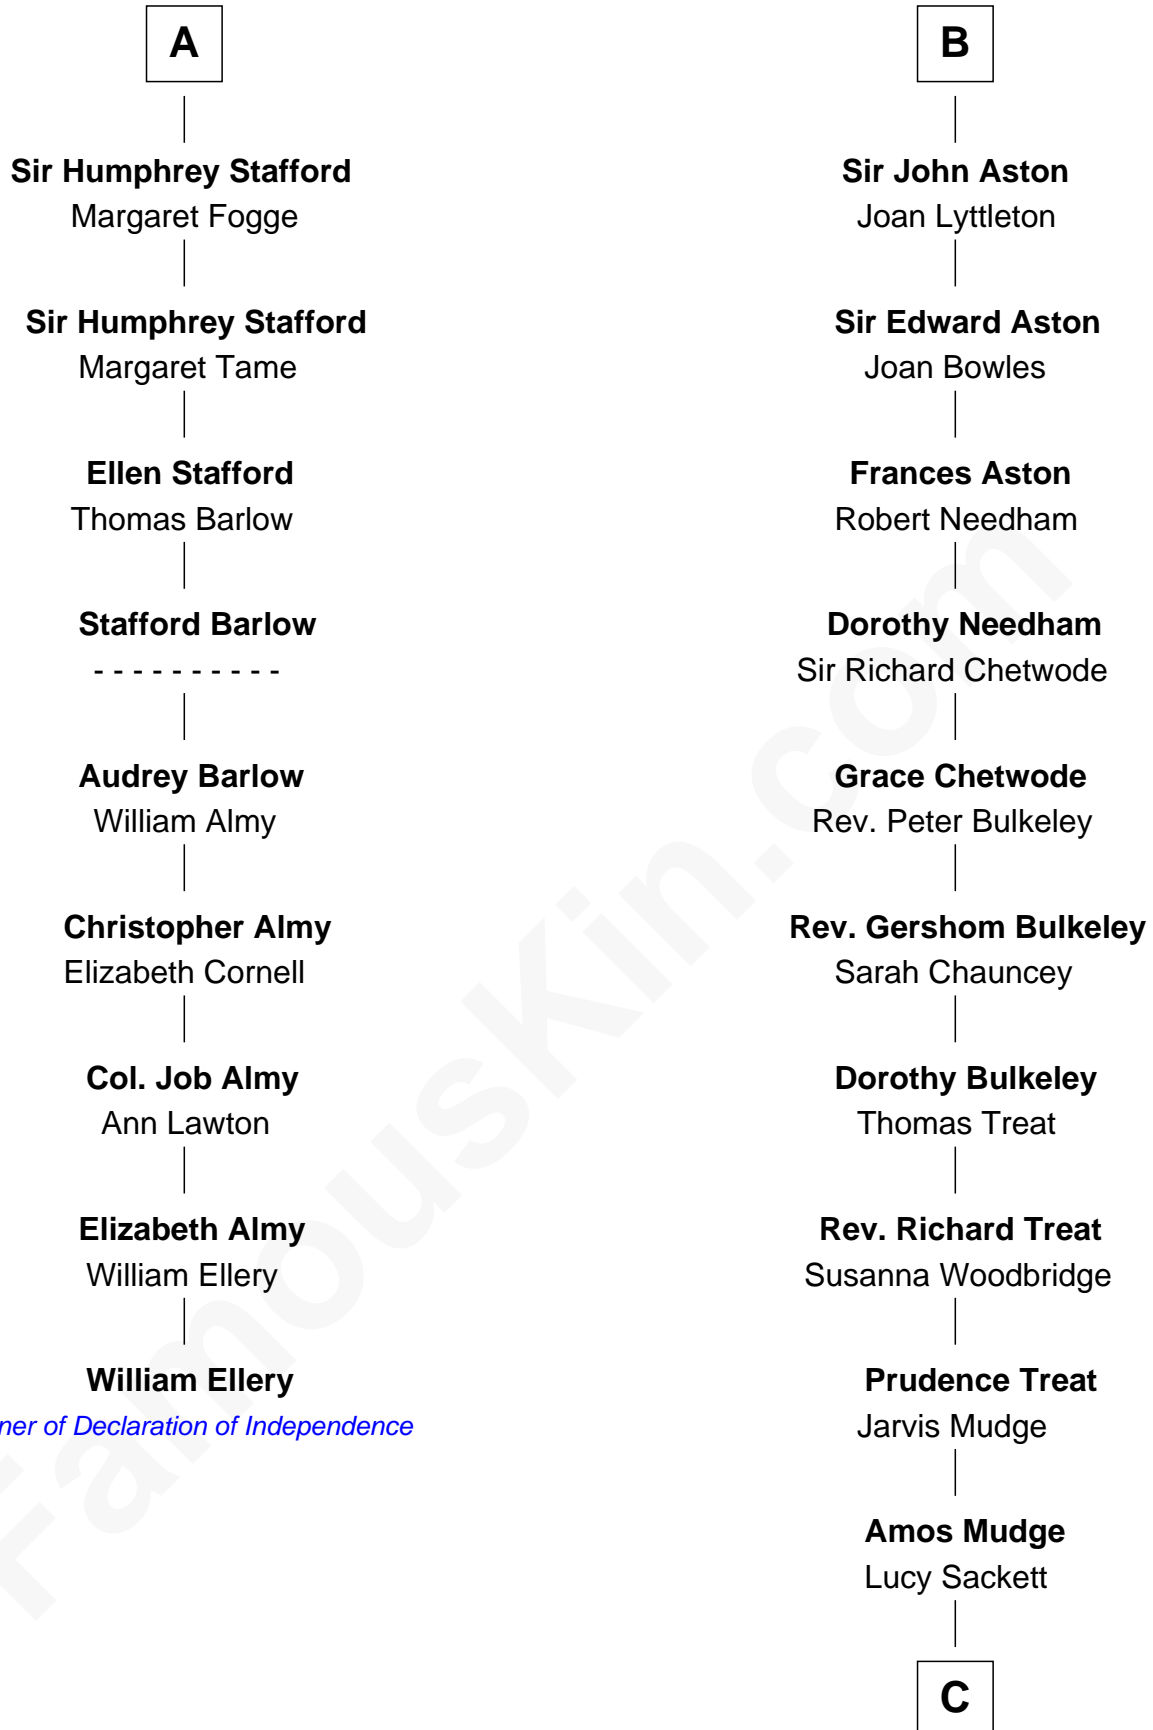 A
Sir Humphrey Stafford
Margaret Fogge
Sir Humphrey Stafford
Margaret Tame
Ellen Stafford
Thomas Barlow
Stafford Barlow
- - - - - - - - - -
Audrey Barlow
William Almy
Christopher Almy
Elizabeth Cornell
Col. Job Almy
Ann Lawton
Elizabeth Almy
William Ellery
William Ellery
of Declaration of Independence
B
Sir John Aston
Joan Lyttleton
Sir Edward Aston
Joan Bowles
Frances Aston
Robert Needham
Dorothy Needham
Sir Richard Chetwode
Grace Chetwode
Rev. Peter Bulkeley
Rev. Gershom Bulkeley
Sarah Chauncey
Dorothy Bulkeley
Thomas Treat
Rev. Richard Treat
Susanna Woodbridge
Prudence Treat
Jarvis Mudge
Amos Mudge
Lucy Sackett
C
FamousKin.com